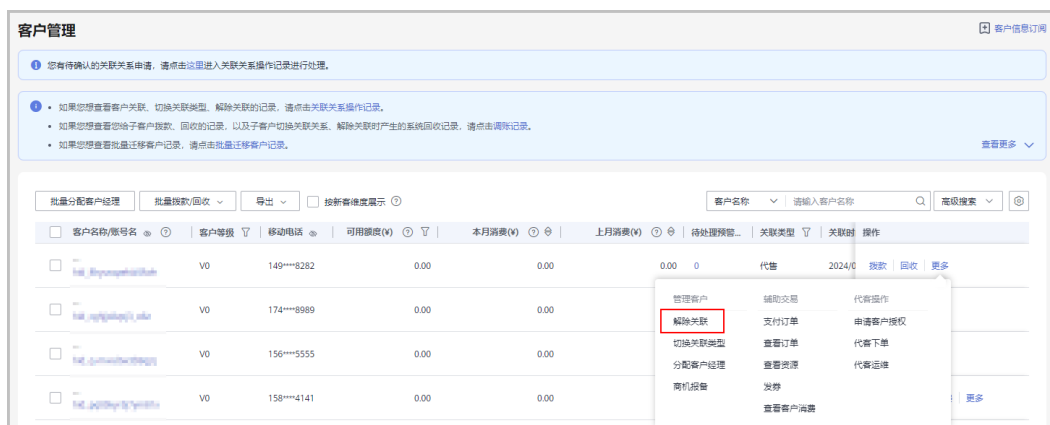 客户管理
客户信息订阅
您有待确认的关联关系申请，请点击这里进入关联关系操作记录进行处理。
• 如果您想查看客户关联、切换关联类型、解除关联的记录，请点击关联关系操作记录。
• 如果您想查看您给子客户拨款、回收的记录，以及子客户切换关联关系、解除关联时产生的系统回收记录，请点击调账记录。
• 如果您想查看批量迁移客户记录，请点击批量迁移客户记录。
查看更多
批量分配客户经理 批量拨款/回收 导出 按新客维度展示 客户名称 请输入客户名称 高级搜索
客户名称/账号名 客户等级 移动电话 可用额度(¥) 本月消费(¥) 上月消费(¥) 待处理预警... 关联类型 关联时 操作
V0 149****8282 0.00 0.00 0.00 0 代售 2024/0 拨款 回收 更多
V0 174****8989 0.00 0.00
V0 156****5555 0.00 0.00
V0 158****4141 0.00 0.00 更多
管理客户 辅助交易 代客操作
解除关联 支付订单 申请客户授权
切换关联类型 查看订单 代客下单
分配客户经理 查看资源 代客运维
商机报备 发券
查看客户消费